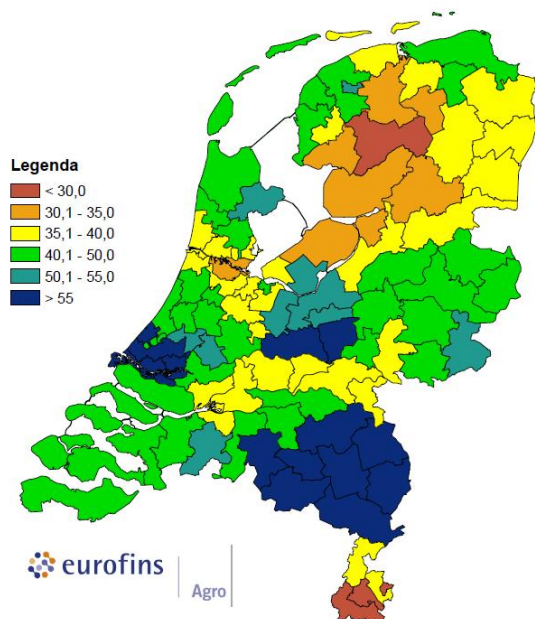 Legenda
< 30,0
30,1 - 35,0
35,1 - 40,0
40,1 - 50,0
50,1 - 55,0
> 55
eurofins
Agro